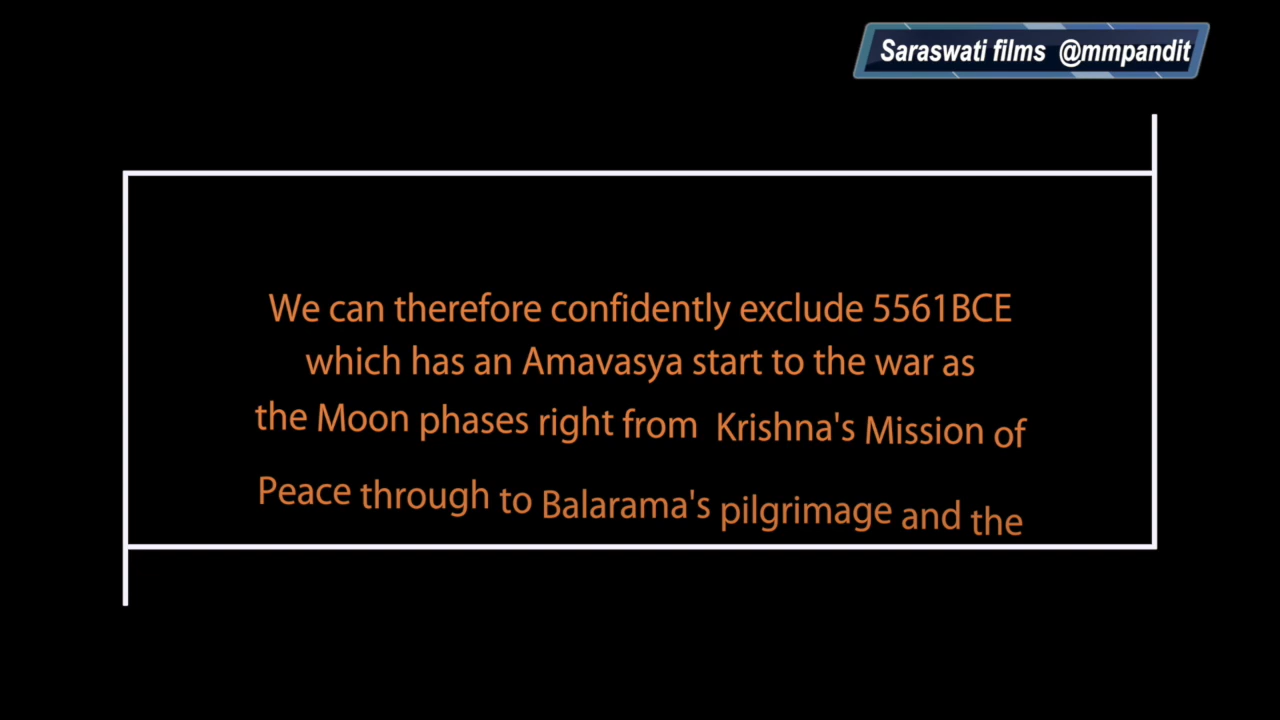 Saraswati films @mmpandit
We can therefore confidently exclude 5561BCE
which has an Amavasya start to the war as
the Moon phases right from Krishna's Mission of
Peace through to Balarama's pilgrimage and the